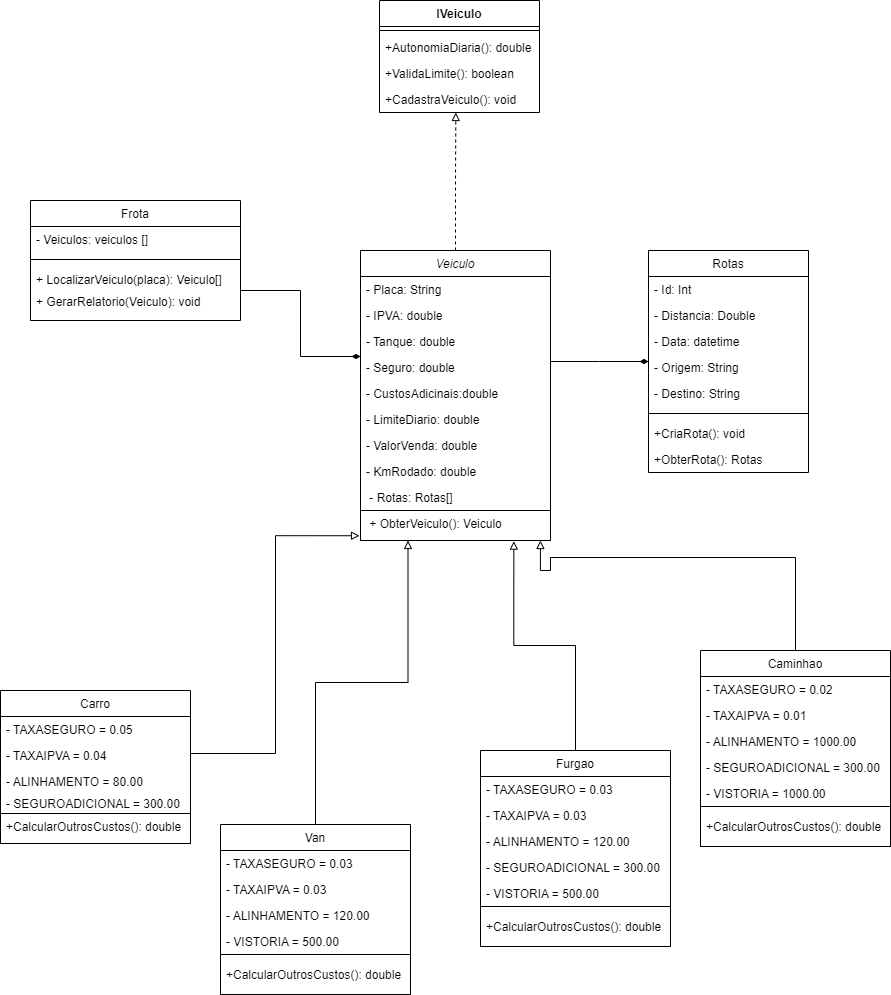 IVeiculo
+AutonomiaDiaria(): double
+ValidaLimite(): boolean
+CadastraVeiculo(): void
Frota
- Veiculos: veiculos []
+ LocalizarVeiculo(placa): Veiculo[]
+ GerarRelatorio(Veiculo): void
Veiculo
- Placa: String
- IPVA: double
- Tanque: double
- Seguro: double
- CustosAdicinais:double
- LimiteDiario: double
- ValorVenda: double
- KmRodado: double
- Rotas: Rotas[]
+ ObterVeiculo(): Veiculo
Rotas
- Id: Int
- Distancia: Double
- Data: datetime
- Origem: String
- Destino: String
+CriaRota(): void
+ObterRota(): Rotas
Carro
- TAXASEGURO = 0.05
- TAXAIPVA = 0.04
- ALINHAMENTO = 80.00
- SEGUROADICIONAL = 300.00
+CalcularOutrosCustos(): double
Van
- TAXASEGURO = 0.03
- TAXAIPVA = 0.03
- ALINHAMENTO = 120.00
- VISTORIA = 500.00
+CalcularOutrosCustos(): double
Furgao
- TAXASEGURO = 0.03
- TAXAIPVA = 0.03
- ALINHAMENTO = 120.00
- SEGUROADICIONAL = 300.00
- VISTORIA = 500.00
+CalcularOutrosCustos(): double
Caminhao
- TAXASEGURO = 0.02
- TAXAIPVA = 0.01
- ALINHAMENTO = 1000.00
- SEGUROADICIONAL = 300.00
- VISTORIA = 1000.00
+CalcularOutrosCustos(): double